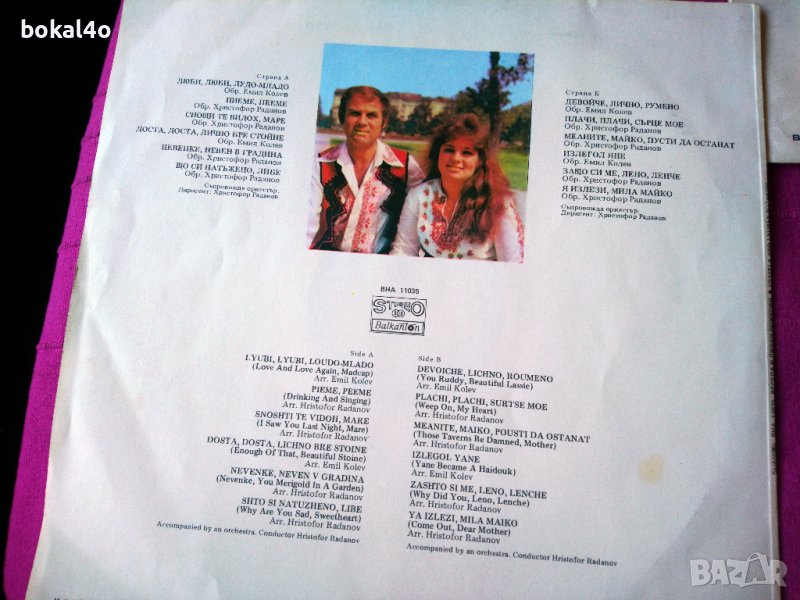 bokal4o
Страна А
ЛЮБИ, ЛЮБИ, ЛУДО-МЛАДО
Обр. Емил Колев
ПИЕМЕ, ПЕЕМЕ
Обр. Христофор Раданов
СНОЩИ ТЕ ВИДОХ, МАРЕ
Обр. Христофор Раданов
ДОСТА, ДОСТА, ЛИЧНО БРЕ СТОЙНЕ
Обр. Емил Колев
НЕВЕНКЕ, НЕВЕН В ГРАДИНА
Обр. Христофор Раданов
ЩО СИ НАТЪЖЕНО, ЛИБЕ
Обр. Христофор Раданов
Съпровожда оркестър.
Диригент: Христофор Раданов
Страна Б
ДЕВОЙЧЕ, ЛИЧНО, РУМЕНО
Обр. Емил Колев
ПЛАЧИ, ПЛАЧИ, СЪРЦЕ МОЕ
Обр. Христофор Раданов
МЕАНИТЕ, МАЙКО, ПУСТИ ДА ОСТАНАТ
Обр. Христофор Раданов
ИЗЛЕГОЛ ЯНЕ
Обр. Емил Колев
ЗАЩО СИ МЕ, ЛЕНО, ЛЕНЧЕ
Обр. Христофор Раданов
Я ИЗЛЕЗИ, МИЛА МАЙКО
Обр. Христофор Раданов
Съпровожда оркестър.
Диригент: Христофор Раданов
ВНА 11035
STEREO
Balkanton
Side A
LYUBI, LYUBI, LOUDO-MLADO
(Love And Love Again, Madcap)
Arr. Emil Kolev
PIEME, PEEME
(Drinking and Singing)
Arr. Hristofor Radanov
SNOSHTI TE VIDOH, MARE
(I Saw You Last Night, Mare)
Arr. Hristofor Radanov
DOSTA, DOSTA, LICHNO BRE STOINE
(Enough Of That, Beautiful Stoine)
Arr. Emil Kolev
NEVENKE, NEVEN V GRADINA
(Nevenke, You Merigold In A Garden)
Arr. Hristofor Radanov
SHTO SI NATUZHENO, LIBE
(Why Are You Sad, Sweetheart)
Arr. Hristofor Radanov
Accompanied by an orchestra. Conductor Hristofor Radanov
Side B
DEVOICHE, LICHNO, ROUMENO
(You Ruddy, Beautiful Lassie)
Arr. Emil Kolev
PLACHI, PLACHI, SURTSE MOE
(Weep On, My Heart)
Arr. Hristofor Radanov
MEANITE, MAIKO, POUSTI DA OSTANAT
(Those Taverns Be Damned, Mother)
Arr. Hristofor Radanov
IZLEGOL YANE
(Yane Became A Haidouk)
Arr. Emil Kolev
ZASHTO SI ME, LENO, LENCHE
(Why Did You, Leno, Lenche)
Arr. Hristofor Radanov
YA IZLEZI, MILA MAIKO
(Come Out, Dear Mother)
Arr. Hristofor Radanov
Accompanied by an orchestra. Conductor Hristofor Radanov
BAZAR